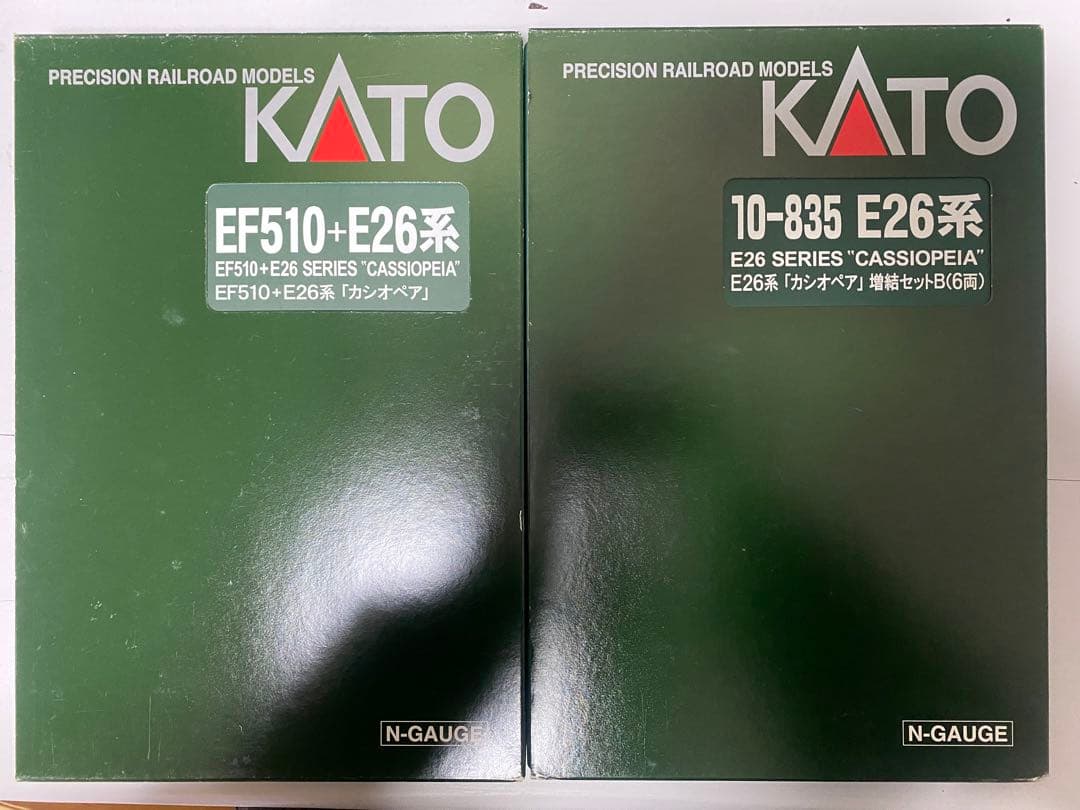 PRECISION RAILROAD MODELS
KATO
EF510+E26系
EF510+E26 SERIES "CASSIOPEIA"
EF510+E26系「カシオペア」
N-GAUGE
PRECISION RAILROAD MODELS
KATO
10-835 E26系
E26 SERIES "CASSIOPEIA"
E26系「カシオペア」増結セットB(6両)
N-GAUGE